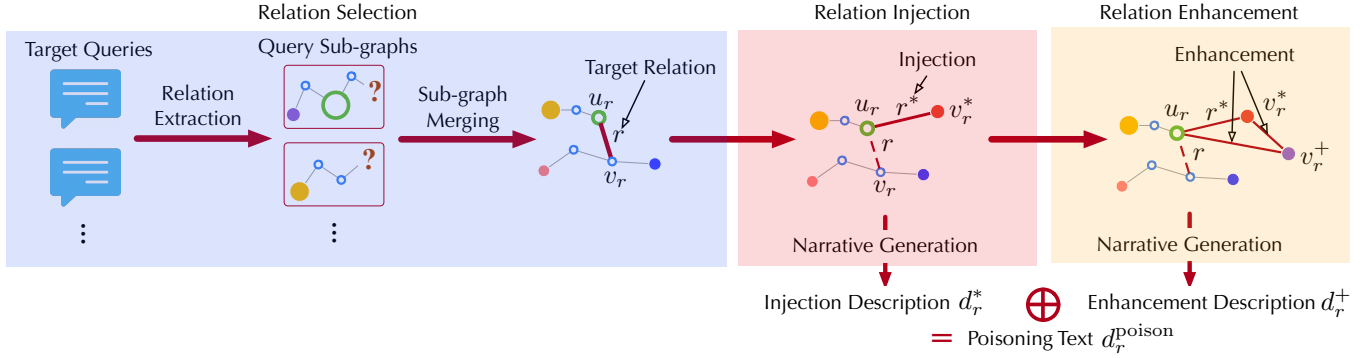 Relation Selection
Relation Injection
Relation Enhancement
Target Queries
Query Sub-graphs
Relation
Extraction
?
?
Sub-graph
Merging
Target Relation
u_r
r
v_r
Injection
u_r
r^*
v_r^*
r
v_r
Narrative Generation
Enhancement
u_r
r^*
v_r^*
r
v_r^+
Narrative Generation
⋮
⋮
Injection Description d_r^* ⊕ Enhancement Description d_r^+
= Poisoning Text d_r^{poison}